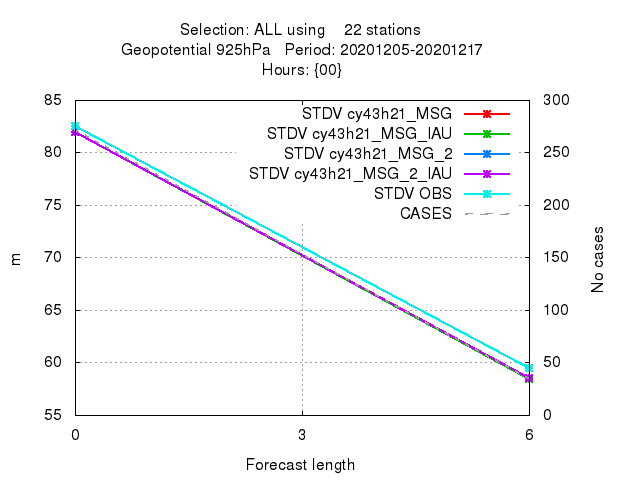 Selection: ALL using    22 stations
Geopotential 925hPa   Period: 20201205-20201217
Hours: {00}
85
80
75
70
65
60
55
m
STDV cy43h21_MSG
STDV cy43h21_MSG_IAU
STDV cy43h21_MSG_2
STDV cy43h21_MSG_2_IAU
STDV OBS
CASES
300
250
200
150
100
50
0
No cases
0 3 6
Forecast length